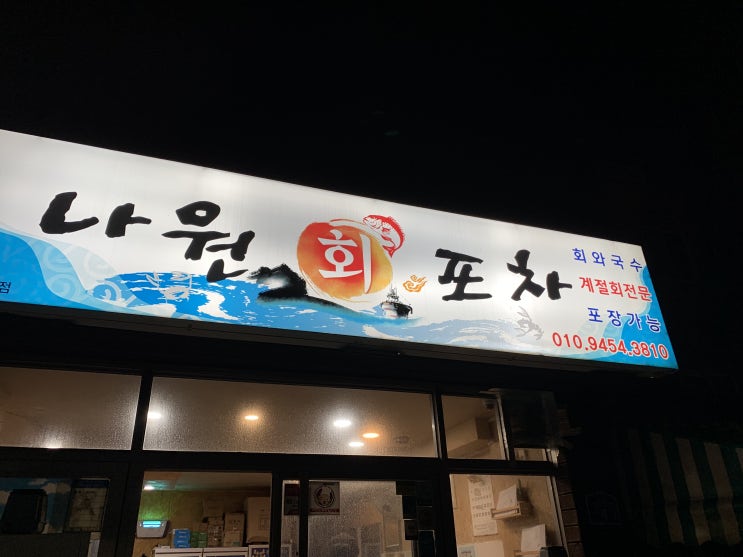 나원 회 포차
회와국수
계절회전문
포장가능
010.9454.3810
점